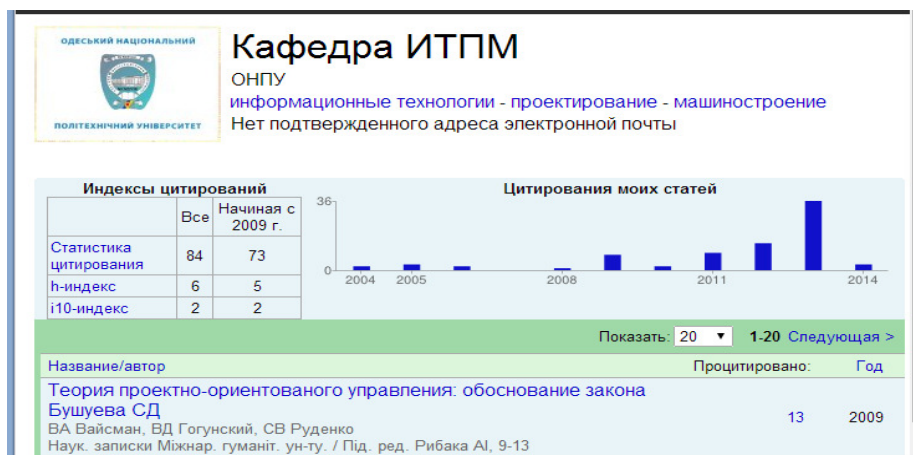 ОДЕСЬКИЙ НАЦІОНАЛЬНИЙ
ПОЛІТЕХНІЧНИЙ УНІВЕРСИТЕТ
Кафедра ИТПМ
ОНПУ
информационные технологии - проектирование - машиностроение
Нет подтвержденного адреса электронной почты
Индексы цитирований
Все Начиная с
2009 г.
Статистика
цитирования 84 73
h-индекс 6 5
i10-индекс 2 2
Цитирования моих статей
36
0
2004 2005 2008 2011 2014
Показать: 20 1-20 Следующая >
Название/автор Процитировано: Год
Теория проектно-ориентованого управления: обоснование закона
Бушуева СД
13 2009
ВА Вайсман, ВД Гогунский, СВ Руденко
Наук. записки Міжнар. гуманіт. ун-ту. / Під. ред. Рибака АІ, 9-13